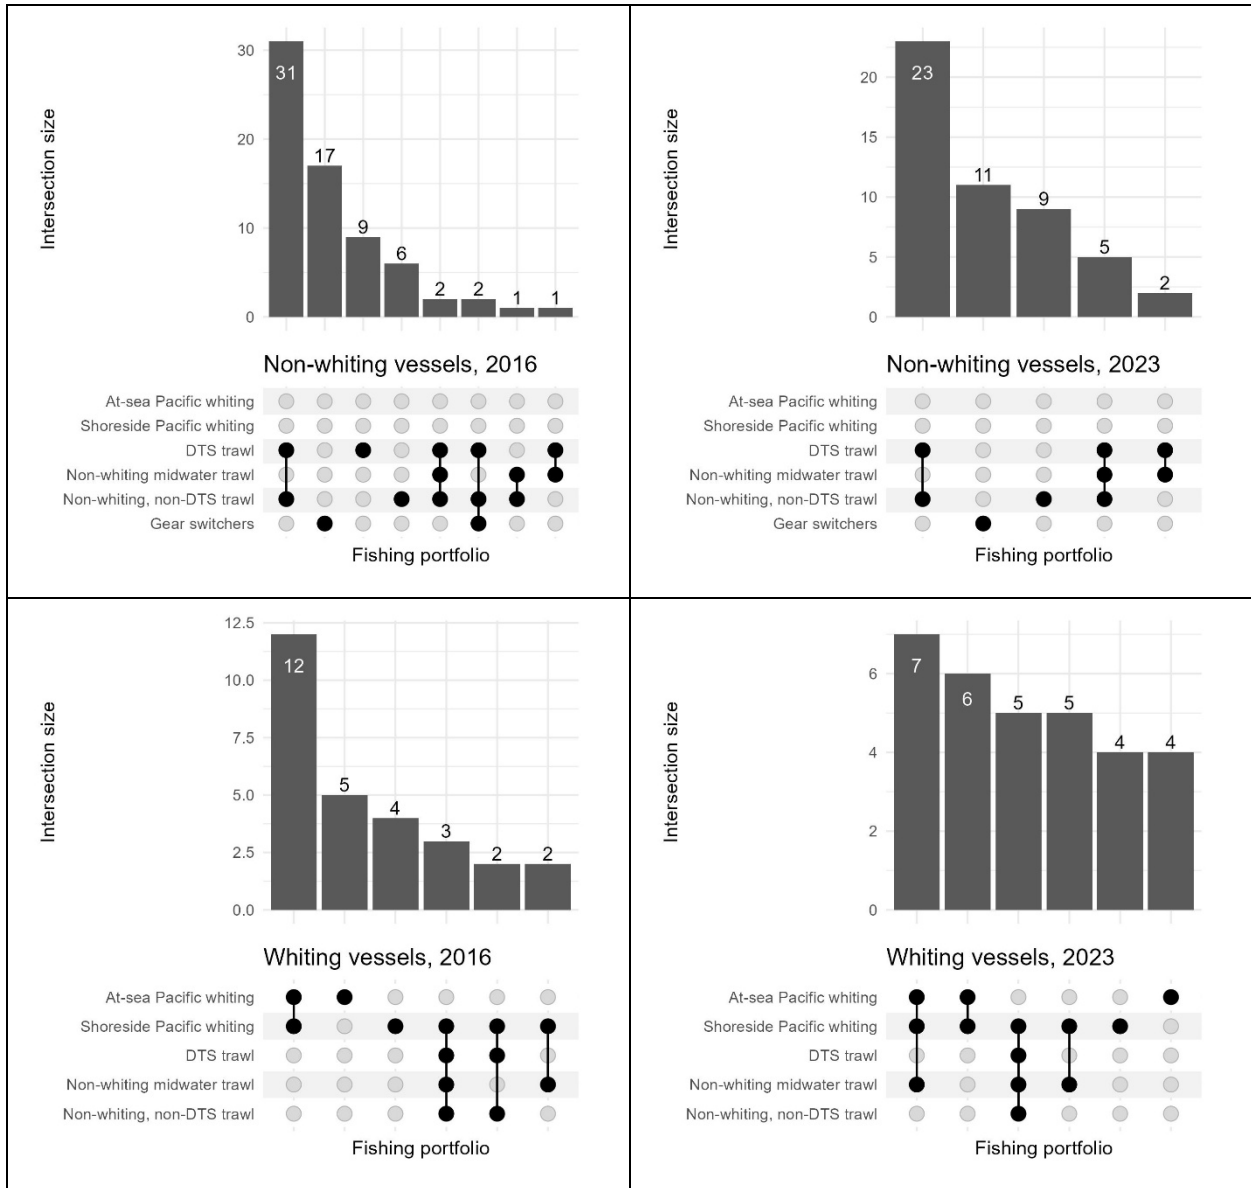 Intersection size
30
20
10
0
31
17
9
6
2
2
1
1
Non-whiting vessels, 2016
At-sea Pacific whiting
Shoreside Pacific whiting
DTS trawl
Non-whiting midwater trawl
Non-whiting, non-DTS trawl
Gear switchers
Fishing portfolio
Intersection size
20
15
10
5
0
23
11
9
5
2
Non-whiting vessels, 2023
At-sea Pacific whiting
Shoreside Pacific whiting
DTS trawl
Non-whiting midwater trawl
Non-whiting, non-DTS trawl
Gear switchers
Fishing portfolio
Intersection size
12.5
10.0
7.5
5.0
2.5
0.0
12
5
4
3
2
2
Whiting vessels, 2016
At-sea Pacific whiting
Shoreside Pacific whiting
DTS trawl
Non-whiting midwater trawl
Non-whiting, non-DTS trawl
Fishing portfolio
Intersection size
6
4
2
0
7
6
5
5
4
4
Whiting vessels, 2023
At-sea Pacific whiting
Shoreside Pacific whiting
DTS trawl
Non-whiting midwater trawl
Non-whiting, non-DTS trawl
Fishing portfolio